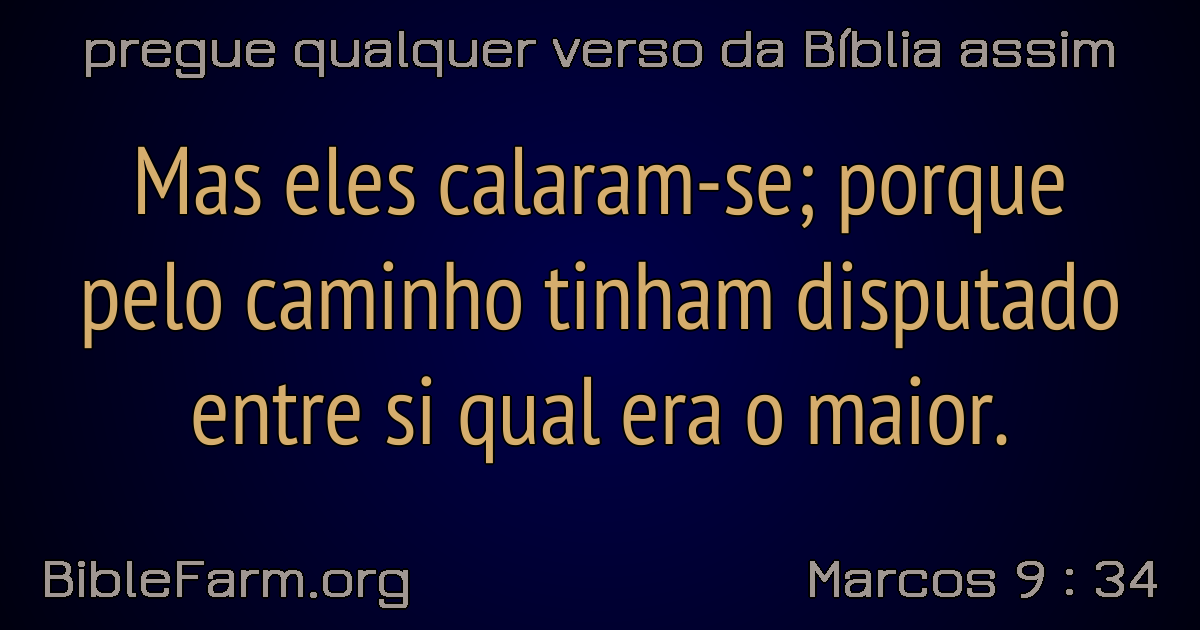 pregue qualquer verso da Bíblia assim
Mas eles calaram-se; porque
pelo caminho tinham disputado
entre si qual era o maior.
BibleFarm.org
Marcos 9 : 34